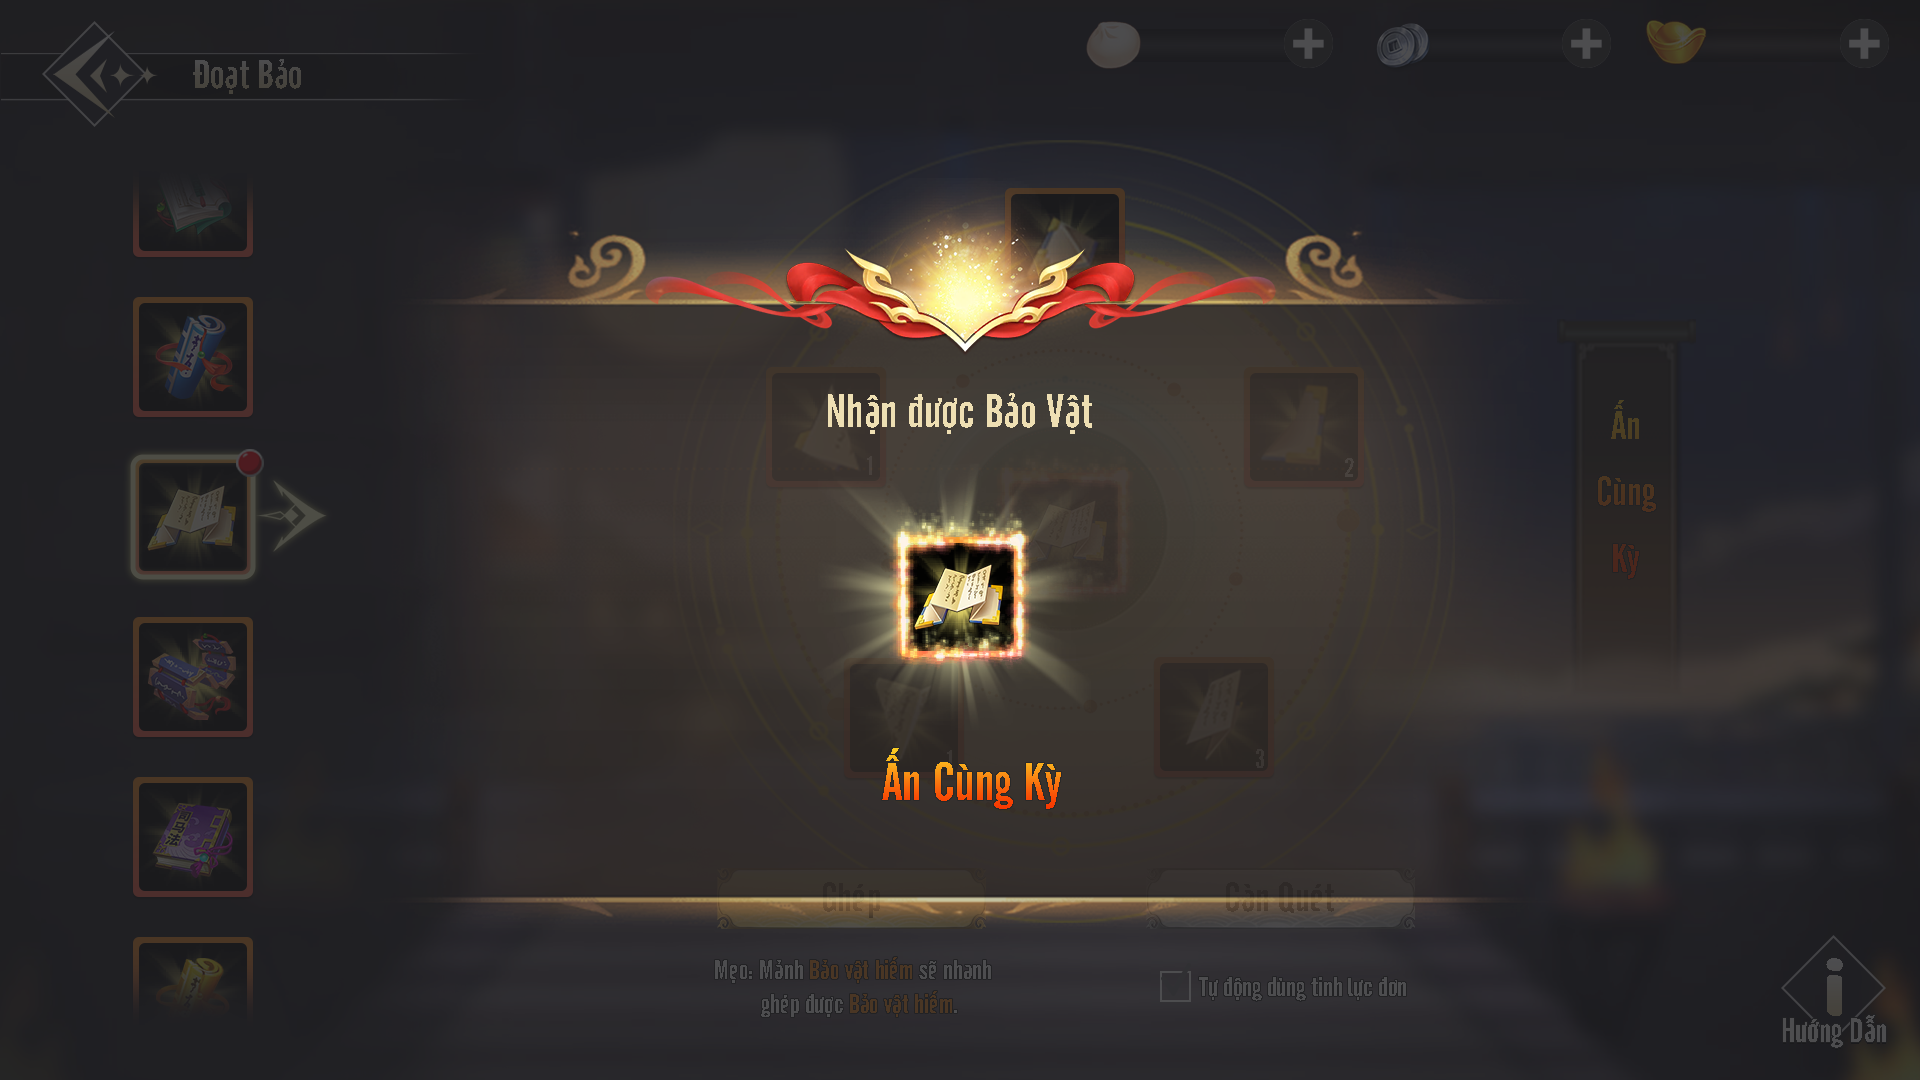 Đoạt Bảo
Nhận được Bảo Vật
1
2
Ấn
Cùng
Kỳ
1
3
Ấn Cùng Kỳ
Ghép
Càn Quét
Mẹo: Mảnh Bảo vật hiếm sẽ nhanh
ghép được Bảo vật hiếm.
Tự động dùng tinh lực đơn
Hướng Dẫn